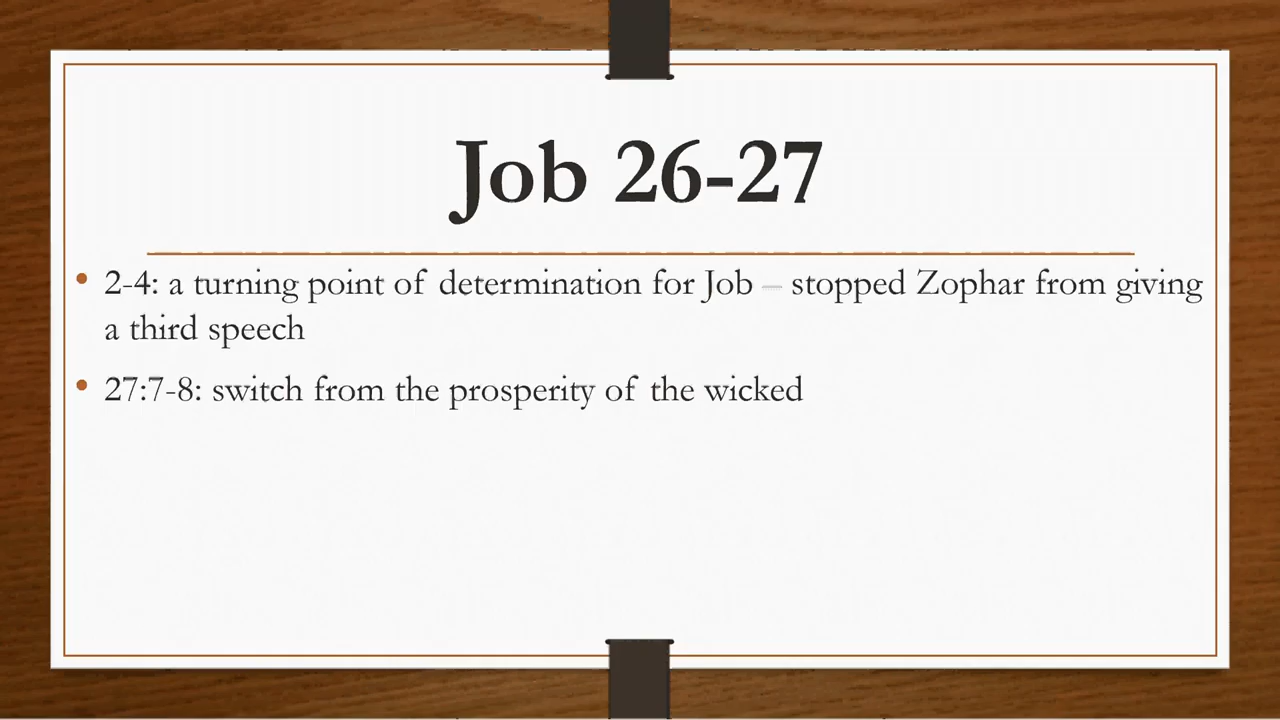 Job 26-27
• 2-4: a turning point of determination for Job – stopped Zophar from giving
a third speech
• 27:7-8: switch from the prosperity of the wicked